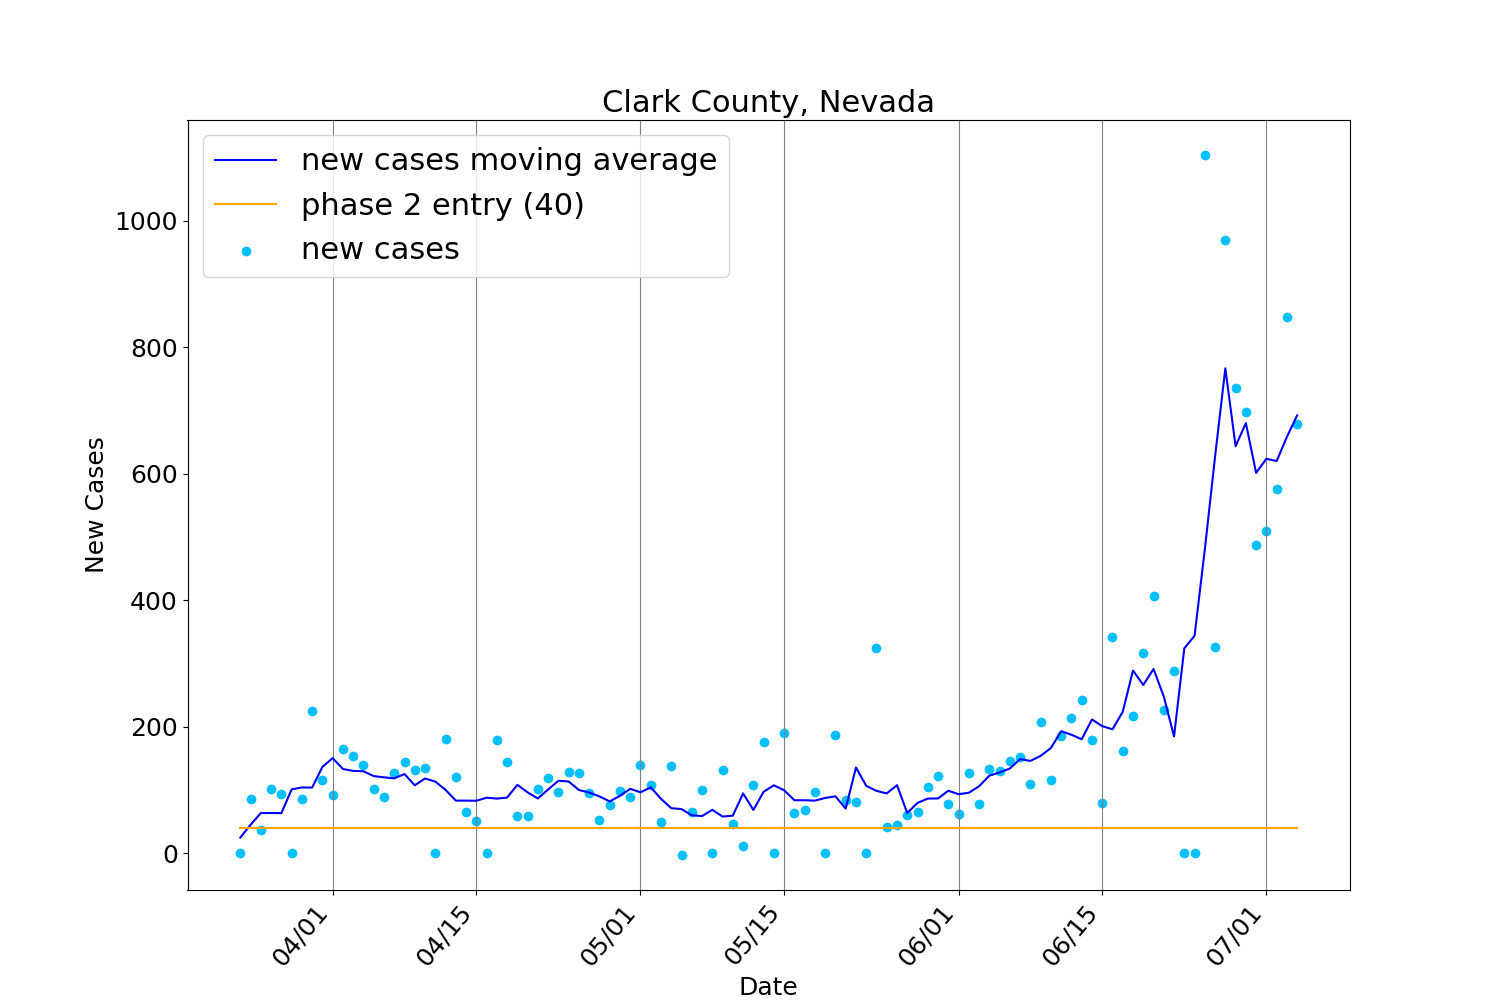 Clark County, Nevada
new cases moving average
phase 2 entry (40)
new cases
1000
800
600
400
200
0
New Cases
04/01
04/15
05/01
05/15
06/01
06/15
07/01
Date